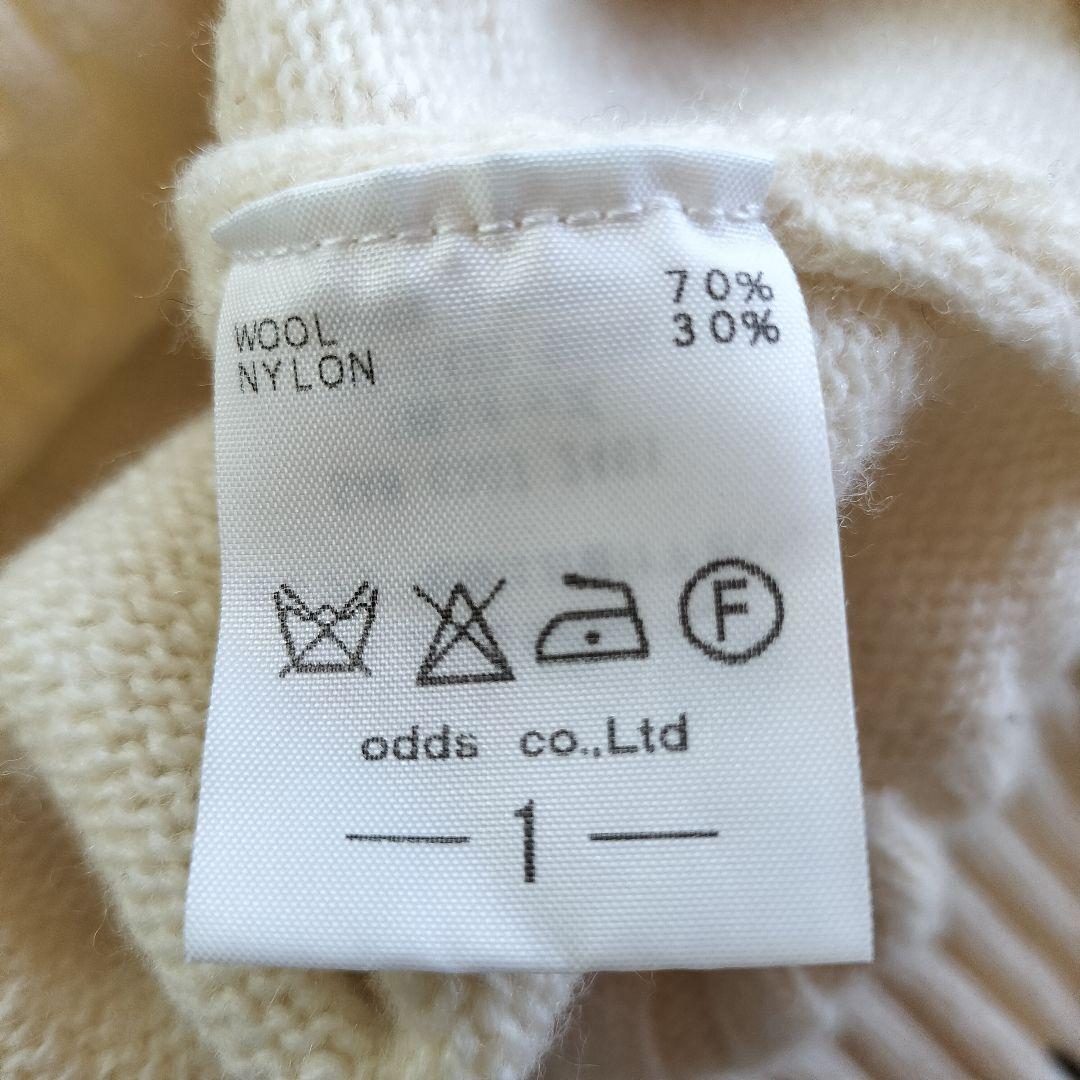 WOOL 70%
NYLON 30%
F
odds co.,Ltd
— 1 —